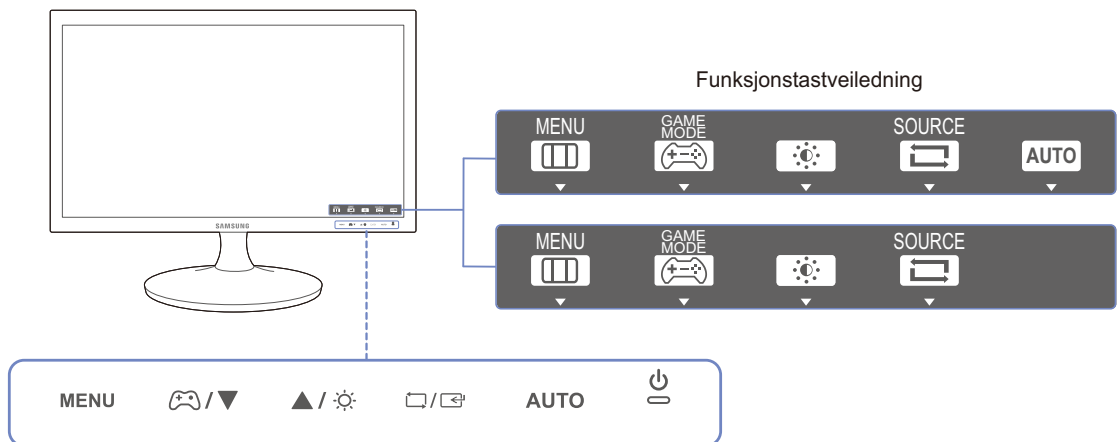 Funksjonstastveiledning
MENU
GAME
MODE
SOURCE
AUTO
SAMSUNG
MENU
GAME
MODE
SOURCE
MENU
/▼
▲/
/
AUTO